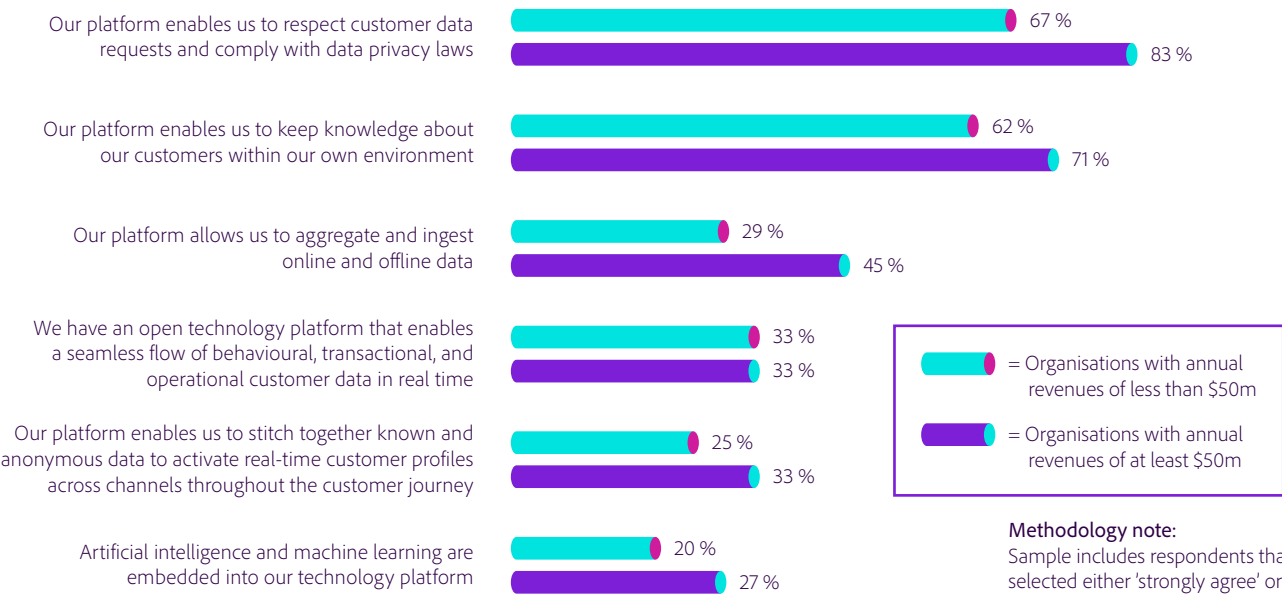 Our platform enables us to respect customer data
requests and comply with data privacy laws
67 %
83 %
Our platform enables us to keep knowledge about
our customers within our own environment
62 %
71 %
Our platform allows us to aggregate and ingest
online and offline data
29 %
45 %
We have an open technology platform that enables
a seamless flow of behavioural, transactional, and
operational customer data in real time
33 %
33 %
Our platform enables us to stitch together known and
anonymous data to activate real-time customer profiles
across channels throughout the customer journey
25 %
33 %
Artificial intelligence and machine learning are
embedded into our technology platform
20 %
27 %
= Organisations with annual
revenues of less than $50m
= Organisations with annual
revenues of at least $50m
Methodology note:
Sample includes respondents
selected either ‘strongly agree’ or